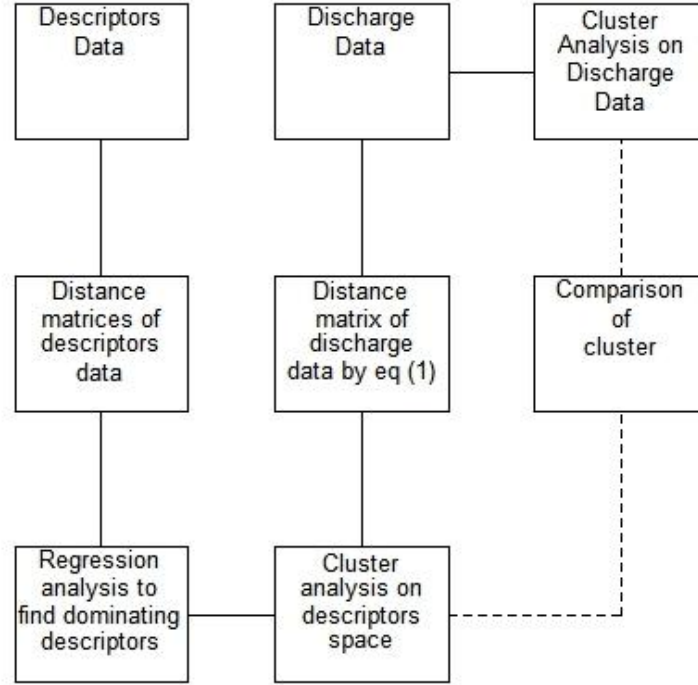 Descriptors
Data
Discharge
Data
Cluster
Analysis on
Discharge
Data
Distance
matrices of
descriptors
data
Distance
matrix of
discharge
data by eq (1)
Comparison
of
cluster
Regression
analysis to
find dominating
descriptors
Cluster
analysis on
descriptors
space